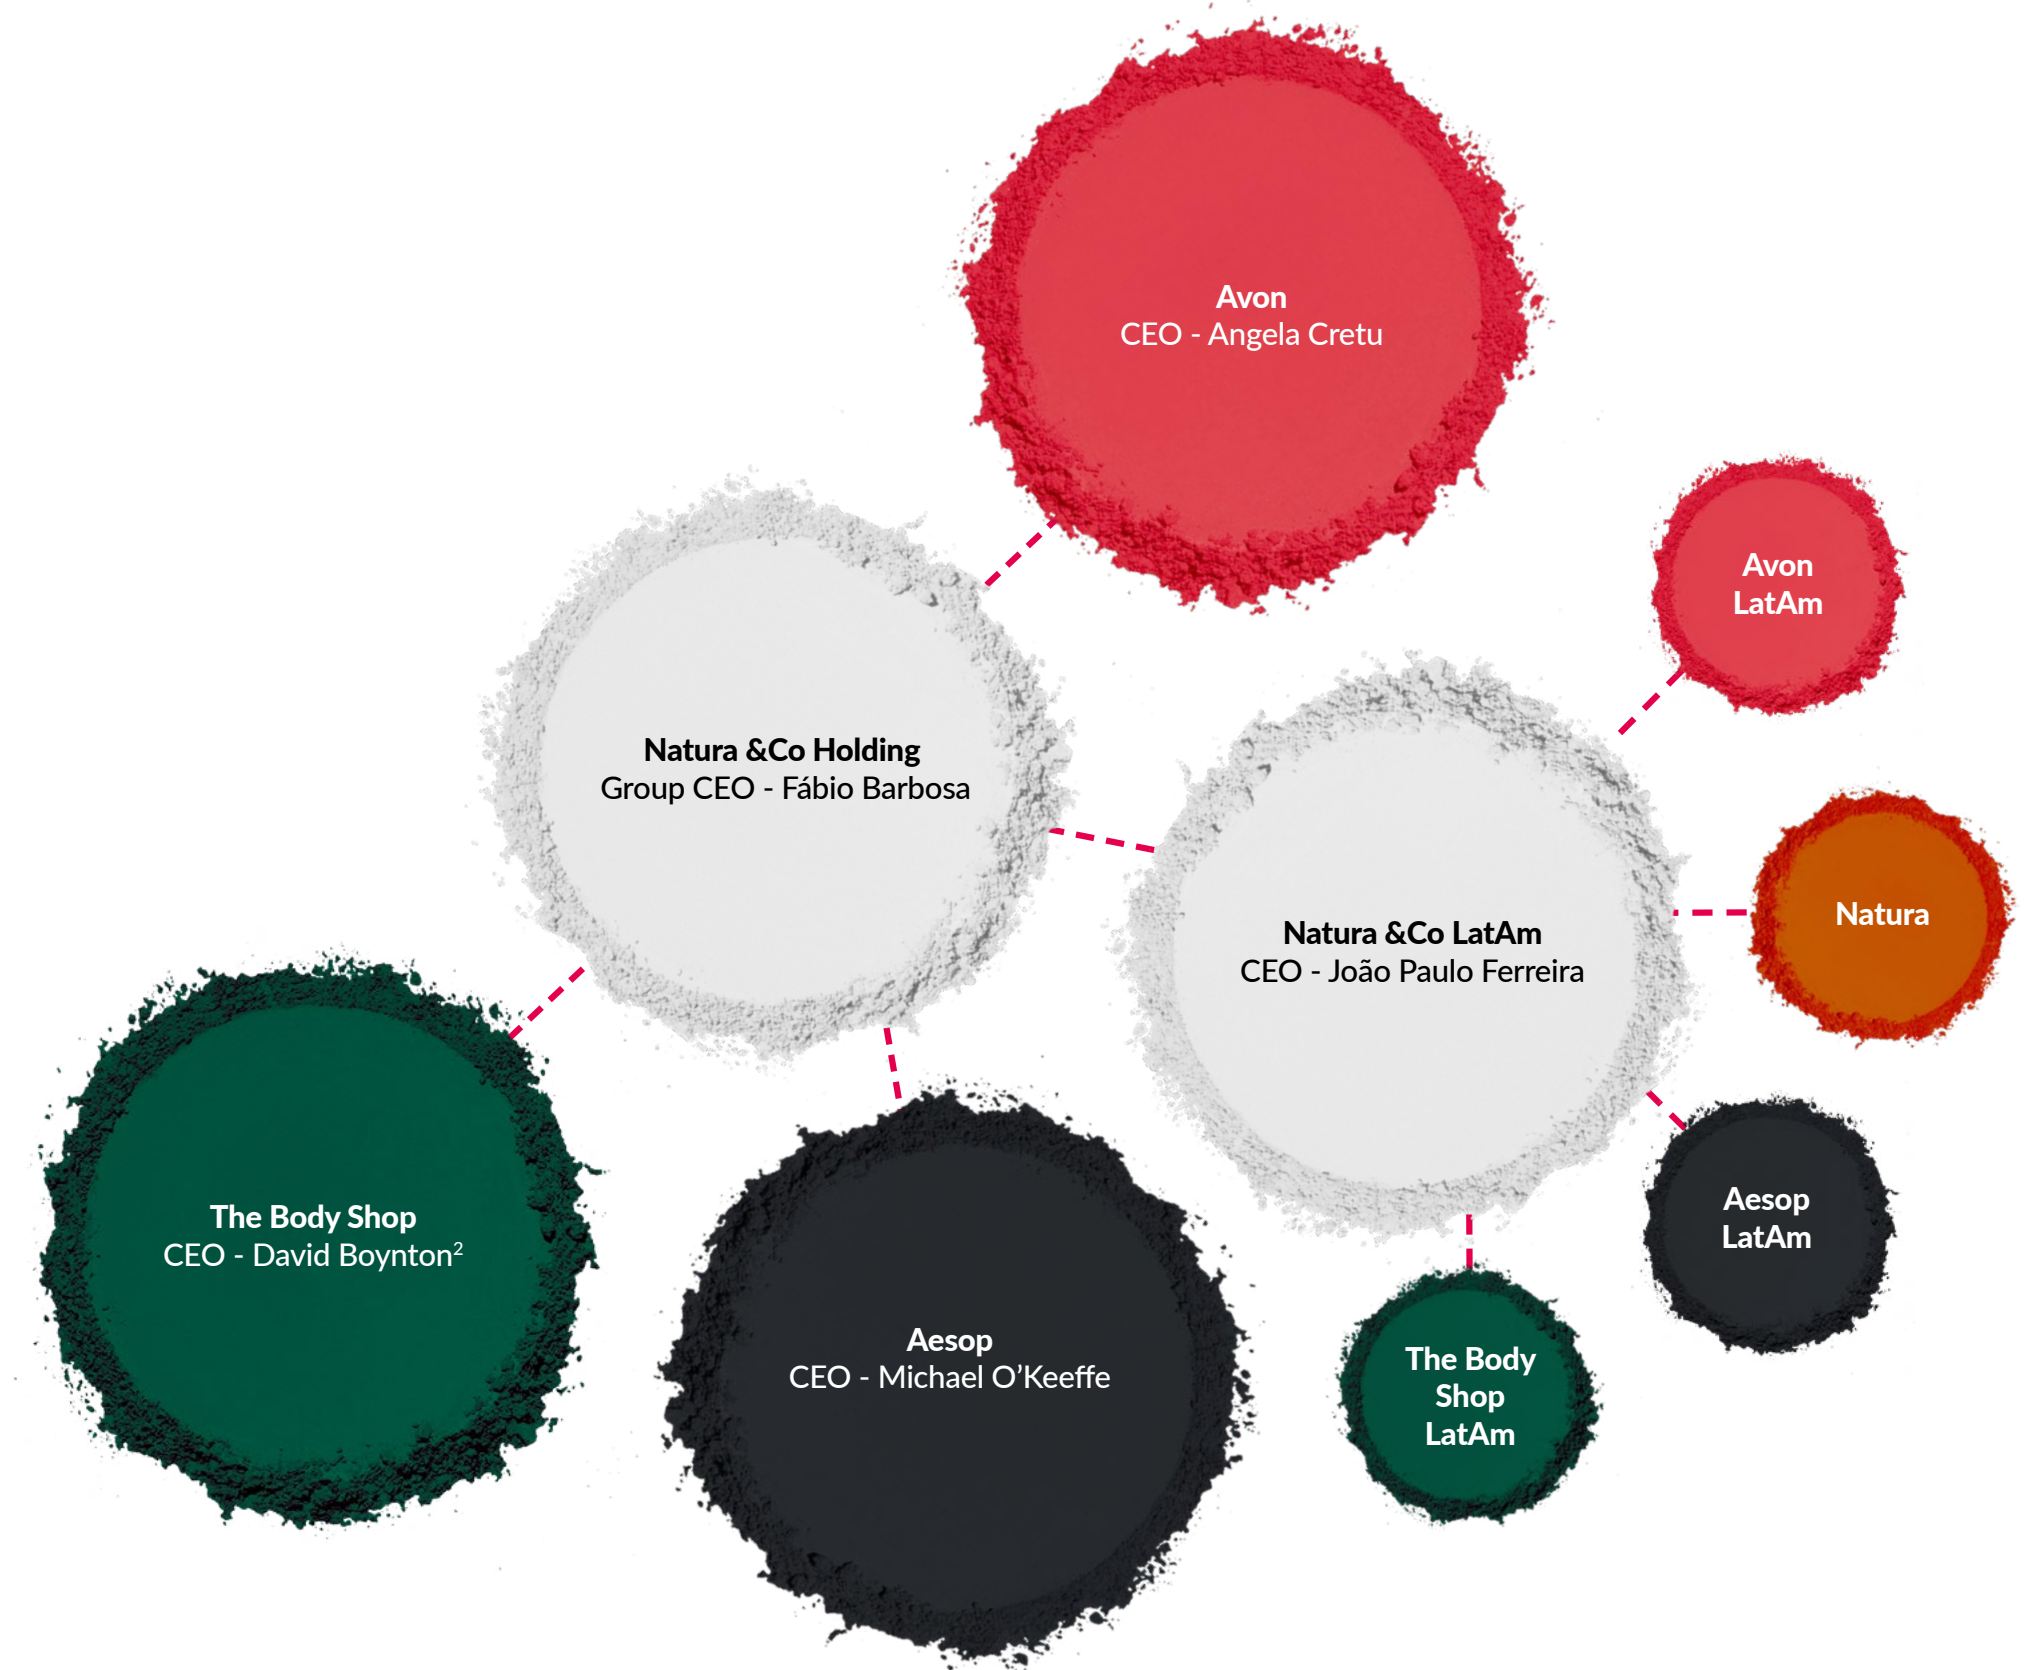 Avon
CEO - Angela Cretu
Avon
LatAm
Natura &Co Holding
Group CEO - Fábio Barbosa
Natura
Natura &Co LatAm
CEO - João Paulo Ferreira
The Body Shop
CEO - David Boynton²
Aesop
LatAm
Aesop
CEO - Michael O’Keeffe
The Body
Shop
LatAm